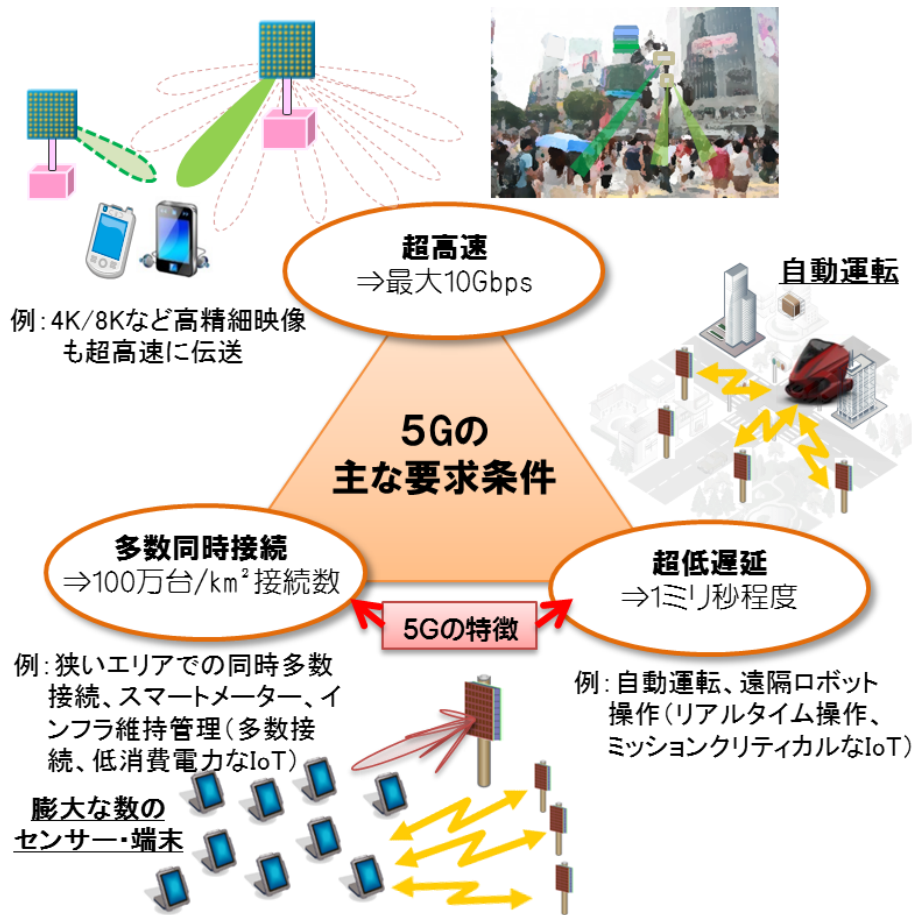 超高速
⇒最大10Gbps
例：4K/8Kなど高精細映像
も超高速に伝送
自動運転
5Gの
主な要求条件
多数同時接続
⇒100万台/km²接続数
超低遅延
⇒1ミリ秒程度
5Gの特徴
例：狭いエリアでの同時多数
接続、スマートメーター、イ
ンフラ維持管理(多数接
続、低消費電力なIoT)
例：自動運転、遠隔ロボット
操作(リアルタイム操作、
ミッションクリティカルなIoT)
膨大な数の
センサー・端末